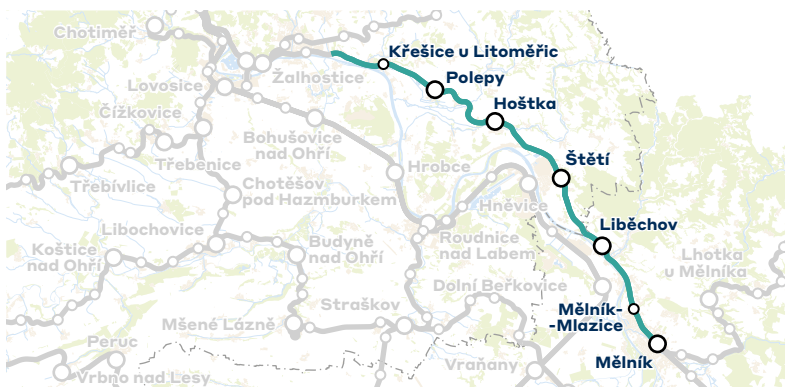 Chotiměř
Křešice u Litoměřic
Žalhostice
Polepy
Lovosice
Hoštka
Čížkovice
Bohušovice
nad Ohří
Třebenice
Hrobce
Štětí
Třebívlice
Chotěšov
pod Hazmburkem
Hněvice
Libochovice
Liběchov
Koštice
nad Ohří
Budyně
nad Ohří
Roudnice
nad Labem
Lhotka
u Mělníka
Dolní Beřkovice
Straškov
Mělník-
-Mlazice
Mšené Lázně
Peruc
Vraňany
Mělník
Vrbno nad Lesy